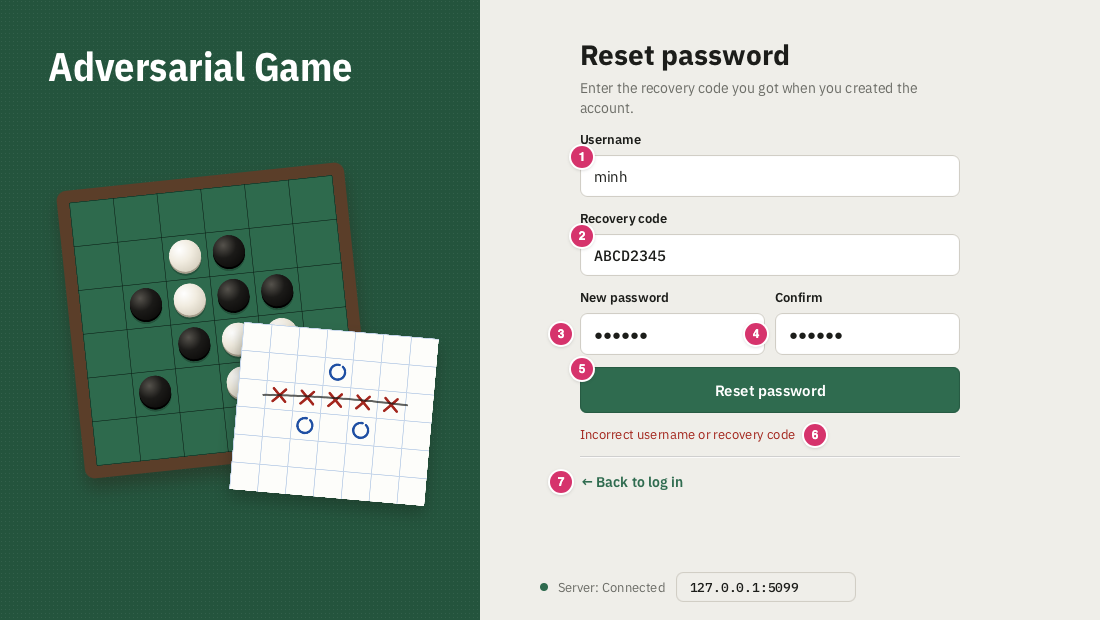 Adversarial Game
Reset password
Enter the recovery code you got when you created the
account.
Username
1
minh
Recovery code
2
ABCD2345
New password
Confirm
3
●●●●●●
4
●●●●●●
5
Reset password
Incorrect username or recovery code
6
7
← Back to log in
Server: Connected
127.0.0.1:5099